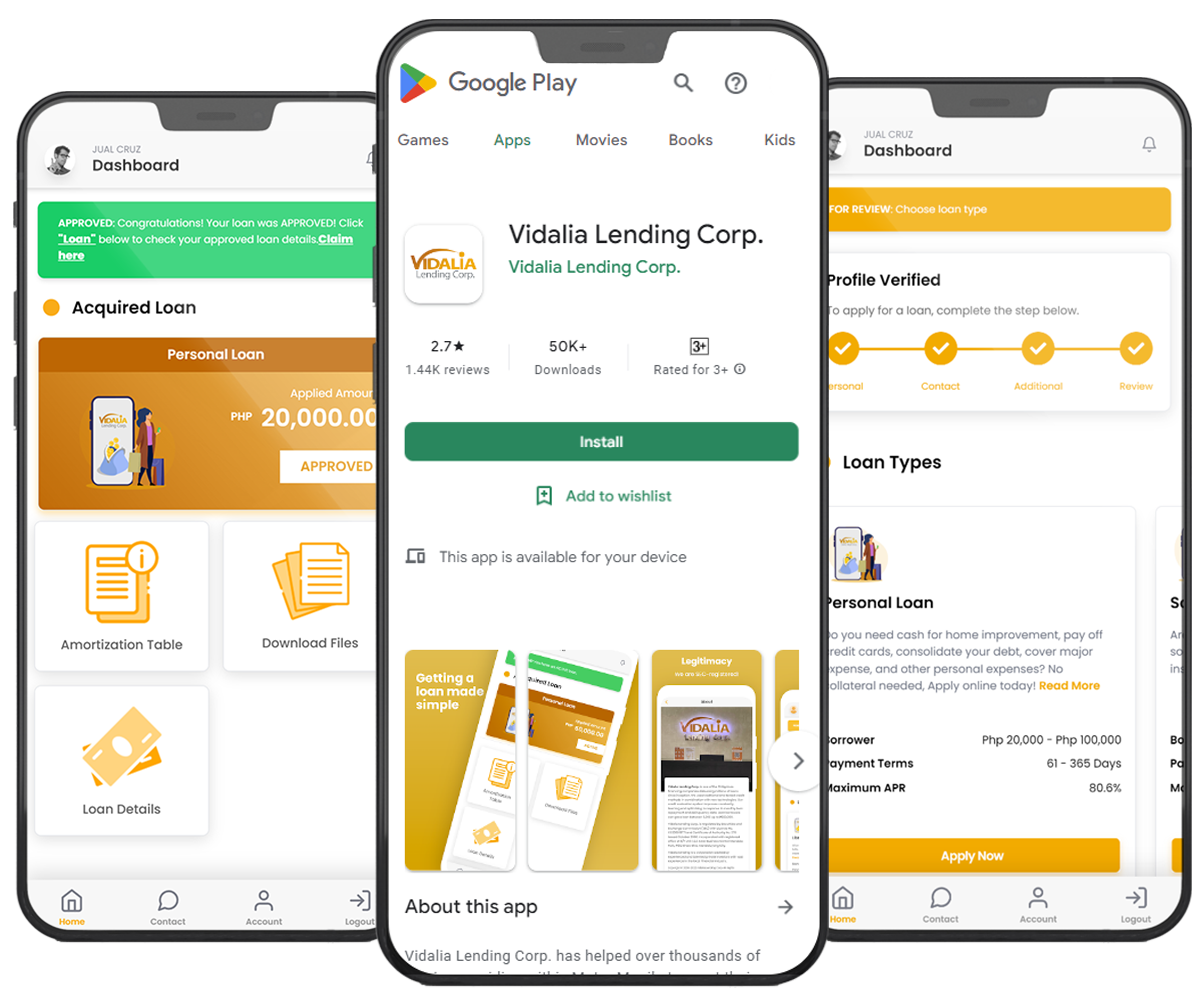 JUAL CRUZ
Dashboard
APPROVED: Congratulations! Your loan was APPROVED! Click
"Loan" below to check your approved loan details.Claim
here
Acquired Loan
Personal Loan
Applied Amoun
VIDALIA
Lending Corp.
PHP 20,000.00
APPROVED
Amortization Table
Download Files
Loan Details
Home
Contact
Account
Logout
Google Play
Games
Apps
Movies
Books
Kids
VIDALIA
Lending Corp.
Vidalia Lending Corp.
Vidalia Lending Corp.
2.7★
1.44K reviews
50K+
Downloads
3+
Rated for 3+
Install
Add to wishlist
This app is available for your device
Getting a
loan made
simple
Personal Loan
60,000.00
Amortization
Table
Download Files
Loan Details
Legitimacy
we are SEC-registered!
VIDALIA
Lending Corp.
About this app
Vidalia Lending Corp. has helped over thousands of
JUAL CRUZ
Dashboard
FOR REVIEW: Choose loan type
Profile Verified
To apply for a loan, complete the step below.
ersonal
Contact
Additional
Review
Loan Types
Personal Loan
Do you need cash for home improvement, pay off
credit cards, consolidate your debt, cover major
expense, and other personal expenses? No
collateral needed, Apply online today! Read More
Borrower Php 20,000 - Php 100,000
Payment Terms 61 - 365 Days
Maximum APR 80.6%
Apply Now
Home
Contact
Account
Logout